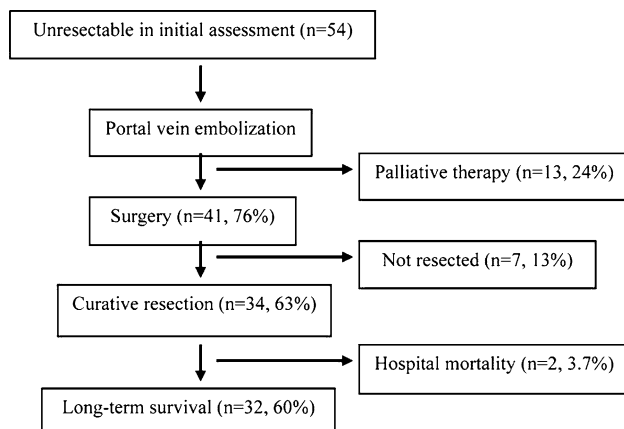 Unresectable in initial assessment (n=54)
Portal vein embolization
Palliative therapy (n=13, 24%)
Surgery (n=41, 76%)
Not resected (n=7, 13%)
Curative resection (n=34, 63%)
Hospital mortality (n=2, 3.7%)
Long-term survival (n=32, 60%)